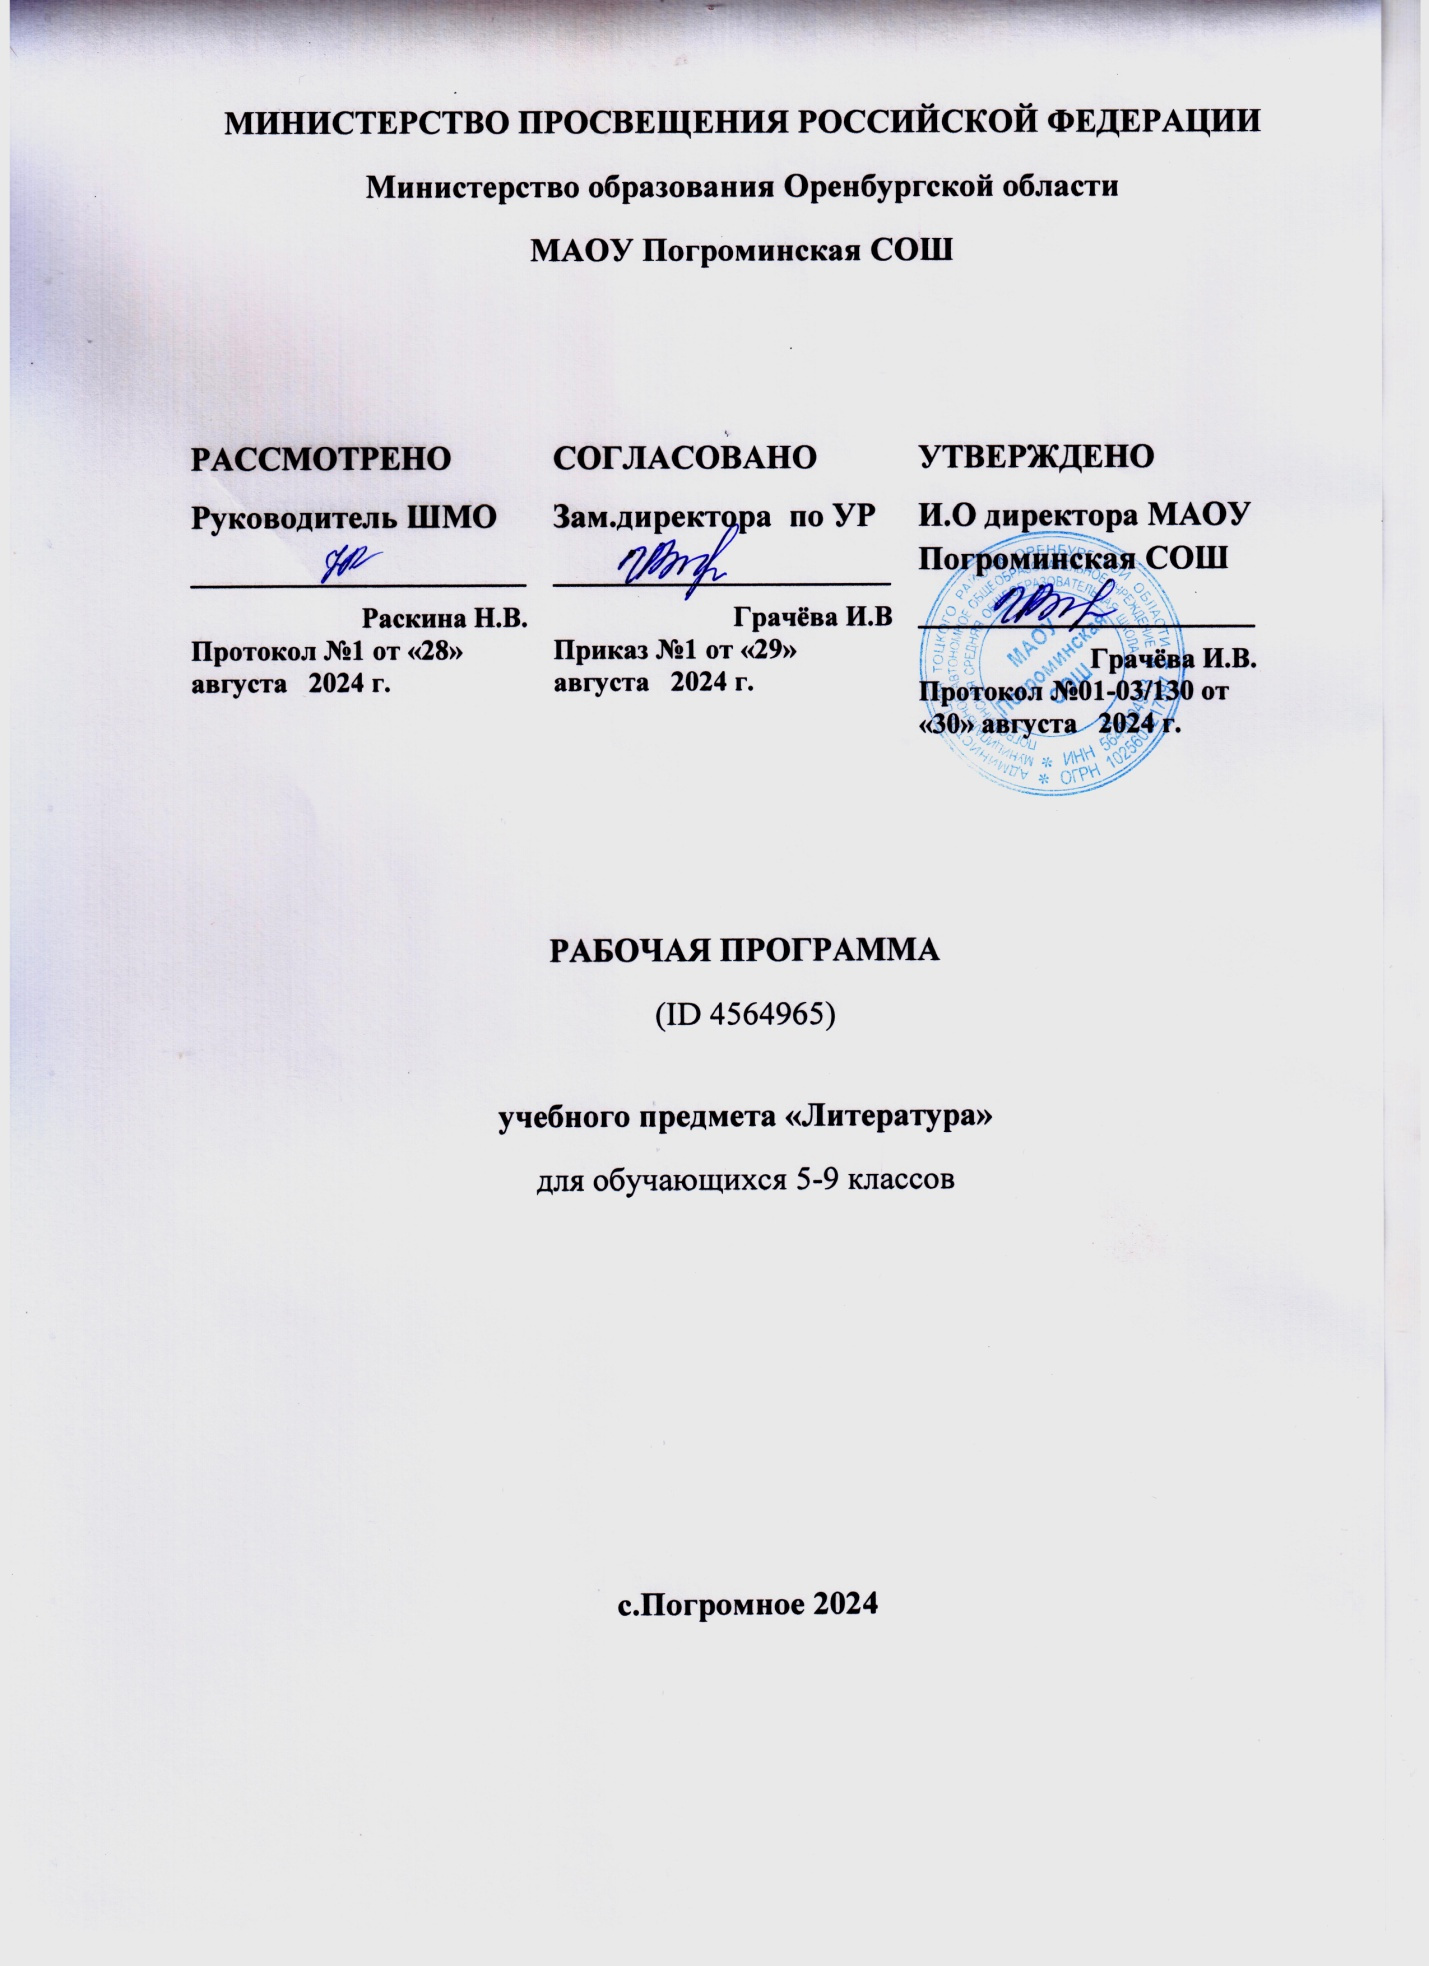 МИНИСТЕРСТВО ПРОСВЕЩЕНИЯ РОССИЙСКОЙ ФЕДЕРАЦИИ
Министерство образования Оренбургской области
МАОУ Погроминская СОШ
РАССМОТРЕНО
Руководитель ШМО
Раскина Н.В.
Протокол №1 от «28»
августа 2024 г.
СОГЛАСОВАНО
Зам.директора по УР
Грачёва И.В
Приказ №1 от «29»
августа 2024 г.
УТВЕРЖДЕНО
И.О директора МАОУ
Погроминская СОШ
Грачёва И.В.
Протокол №01-03/130 от
«30» августа 2024 г.
МАОУ
Погроминская
СОШ
РАБОЧАЯ ПРОГРАММА
(ID 4564965)
учебного предмета «Литература»
для обучающихся 5-9 классов
с.Погромное 2024